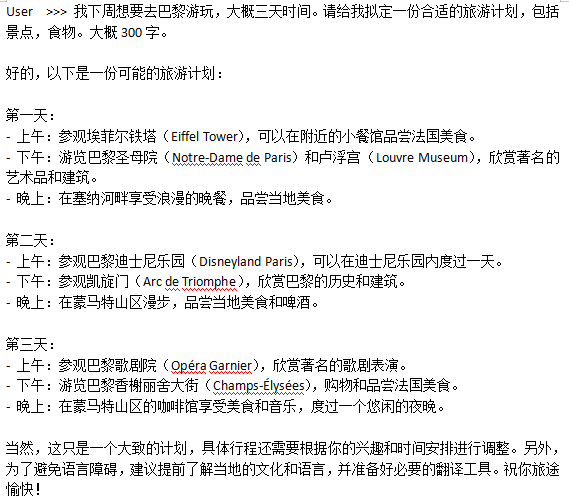 User >>> 我下周想要去巴黎游玩，大概三天时间。请给我拟定一份合适的旅游计划，包括
景点，食物。大概 300 字。
好的，以下是一份可能的旅游计划：
第一天：
- 上午：参观埃菲尔铁塔（Eiffel Tower），可以在附近的小餐馆品尝法国美食。
- 下午：游览巴黎圣母院（Notre-Dame de Paris）和卢浮宫（Louvre Museum），欣赏著名的
艺术品和建筑。
- 晚上：在塞纳河畔享受浪漫的晚餐，品尝当地美食。
第二天：
- 上午：参观巴黎迪士尼乐园（Disneyland Paris），可以在迪士尼乐园内度过一天。
- 下午：参观凯旋门（Arc de Triomphe），欣赏巴黎的历史和建筑。
- 晚上：在蒙马特山区漫步，品尝当地美食和啤酒。
第三天：
- 上午：参观巴黎歌剧院（Opéra Garnier），欣赏著名的歌剧表演。
- 下午：游览巴黎香榭丽舍大街（Champs-Élysées），购物和品尝法国美食。
- 晚上：在蒙马特山区的咖啡馆享受美食和音乐，度过一个悠闲的夜晚。
当然，这只是一个大致的计划，具体行程还需要根据你的兴趣和时间安排进行调整。另外，
为了避免语言障碍，建议提前了解当地的文化和语言，并准备好必要的翻译工具。祝你旅途
愉快！